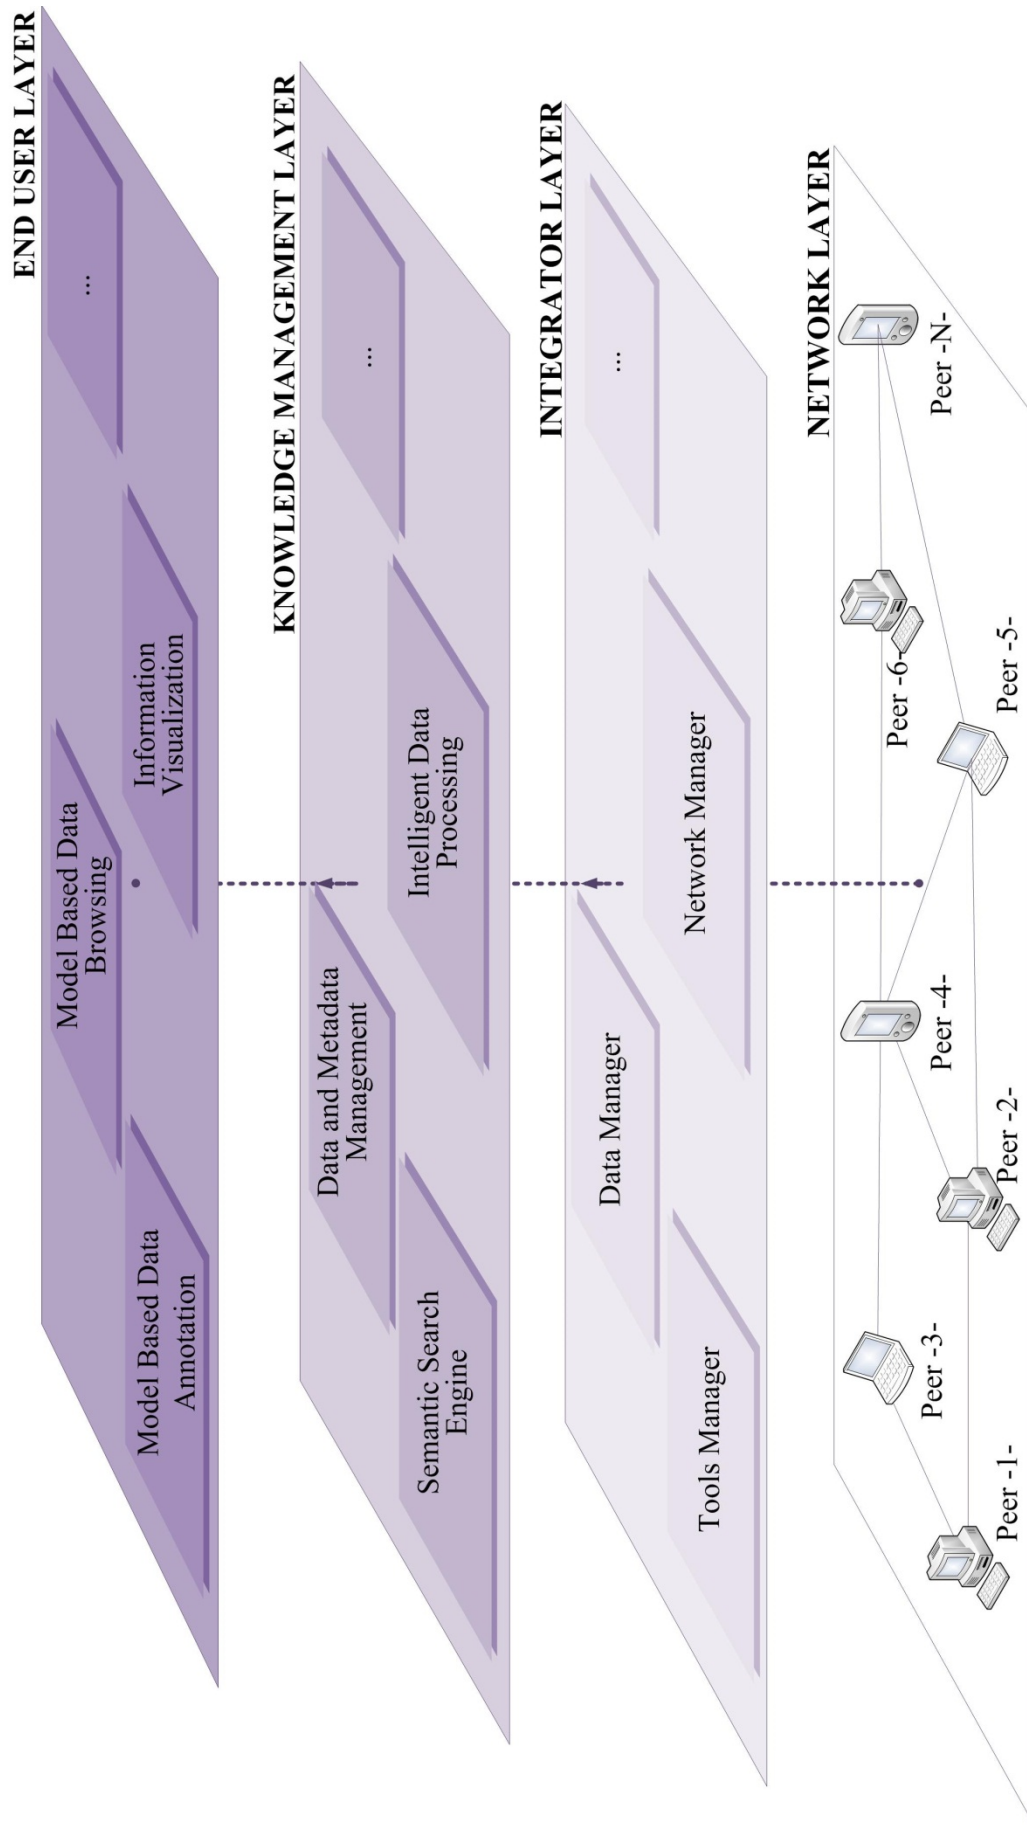 END USER LAYER
...
Model Based Data
Browsing
Information
Visualization
Model Based Data
Annotation
KNOWLEDGE MANAGEMENT LAYER
...
Data and Metadata
Management
Intelligent Data
Processing
Semantic Search
Engine
INTEGRATOR LAYER
...
Data Manager
Network Manager
Tools Manager
NETWORK LAYER
Peer -N-
Peer -6-
Peer -3-
Peer -4-
Peer -5-
Peer -1-
Peer -2-